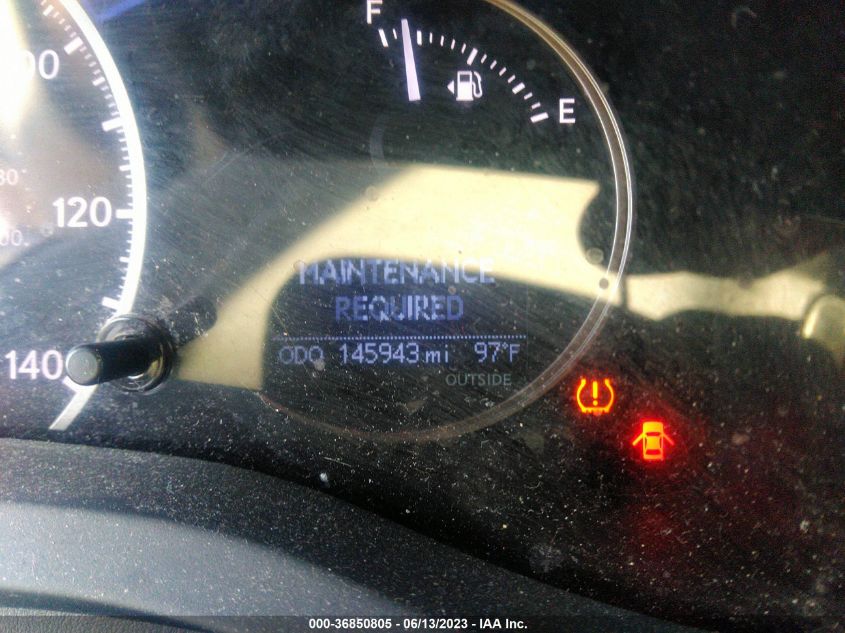 F
E
120
140
MAINTENANCE
REQUIRED
ODO 145943 mi 97°F
OUTSIDE
000-36850805 - 06/13/2023 - IAA Inc.